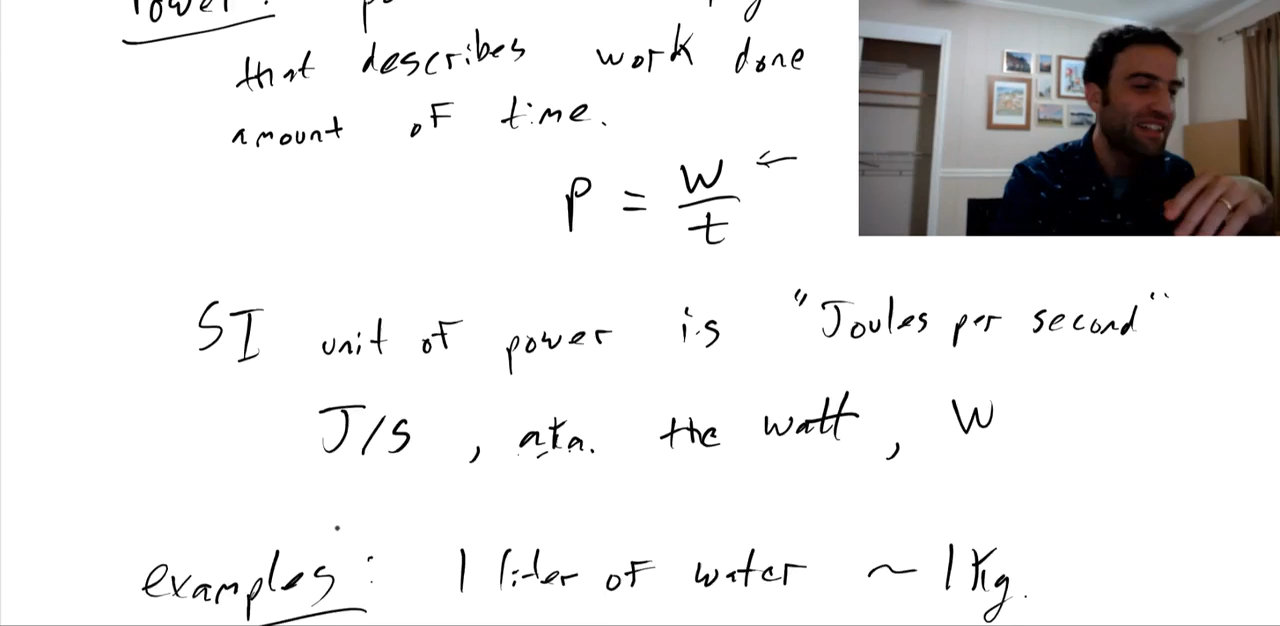 Power:
that describes work done
amount of time.
P = W/t ←
SI unit of power is "Joules per second"
J/s, aka. the watt, W
examples: 1 liter of water ~ 1 Kg.